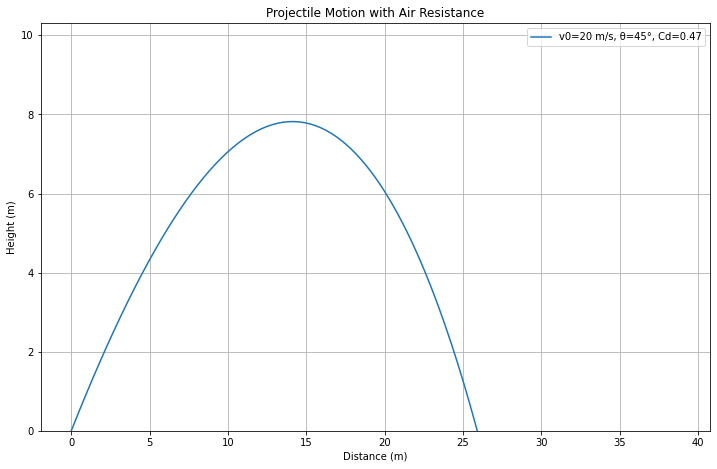 Projectile Motion with Air Resistance
v0=20 m/s, θ=45°, Cd=0.47
10
8
6
4
2
0
Height (m)
0 5 10 15 20 25 30 35 40
Distance (m)